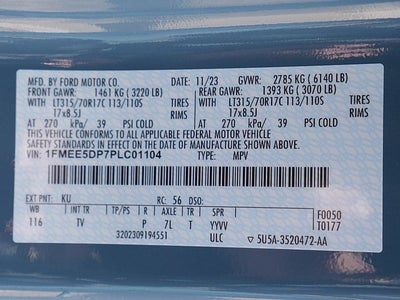 MFD. BY FORD MOTOR CO. 11/23 GVWR: 2785 KG ( 6140 LB)
FRONT GAWR: 1461 KG ( 3220 LB) REAR GAWR: 1393 KG ( 3070 LB)
WITH LT315/70R17C 113/110S TIRES WITH LT315/70R17C 113/110S TIRES
17x8.5J RIMS 17x8.5J RIMS
AT 270 kPa/ 39 PSI COLD AT 270 kPa/ 39 PSI COLD
THIS VEHICLE CONFORMS TO ALL APPLICABLE FEDERAL MOTOR VEHICLE
SAFETY STANDARDS IN EFFECT ON THE DATE OF MANUFACTURE SHOWN ABOVE.
VIN: 1FMEE5DP7PLC01104 TYPE: MPV
EXT PNT: KU RC: 56 DSO:
WB INT TR TP/PS R AXLE TR SPR F0050
116 TV P 7L T YYVV T0177
3202309194551 ULC ▽ 5U5A-3520472-AA